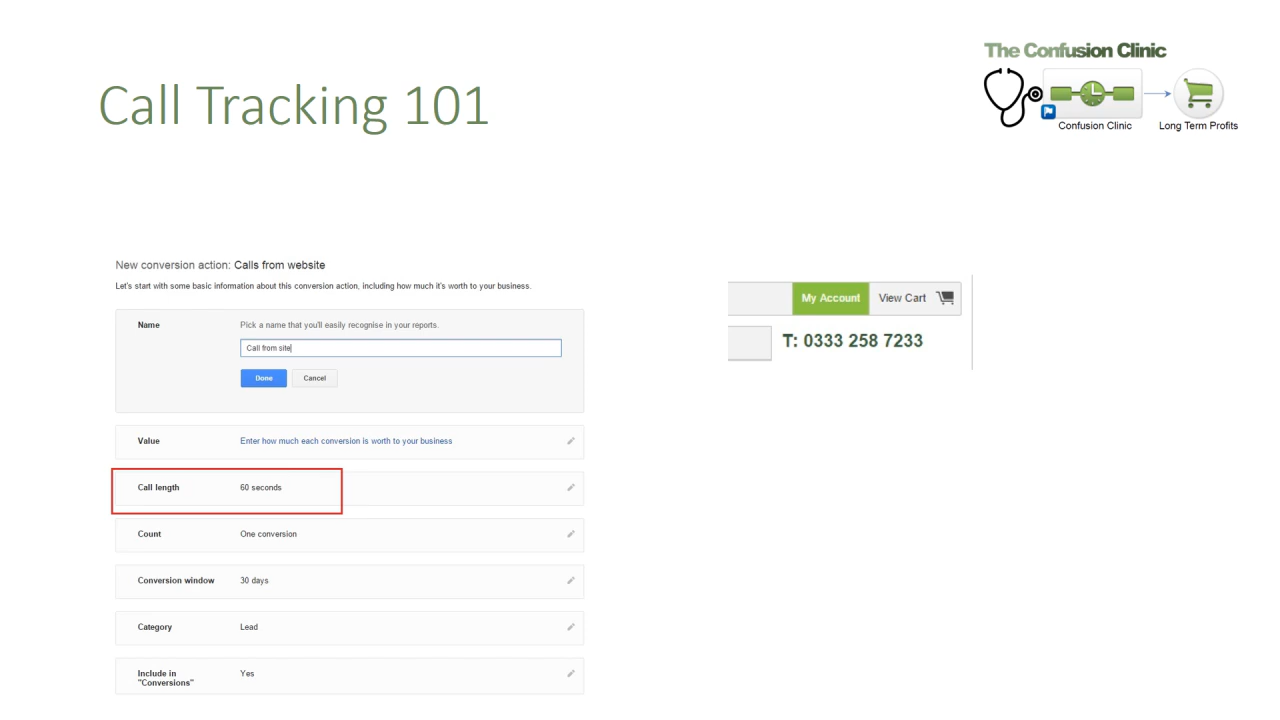 The Confusion Clinic
Confusion Clinic
Long Term Profits
Call Tracking 101
New conversion action: Calls from website
Let's start with some basic information about this conversion action, including how much it's worth to your business.
Name
Pick a name that you'll easily recognise in your reports.
Call from site
Done
Cancel
Value
Enter how much each conversion is worth to your business
Call length
60 seconds
Count
One conversion
Conversion window
30 days
Category
Lead
Include in
"Conversions"
Yes
My Account
View Cart
T: 0333 258 7233